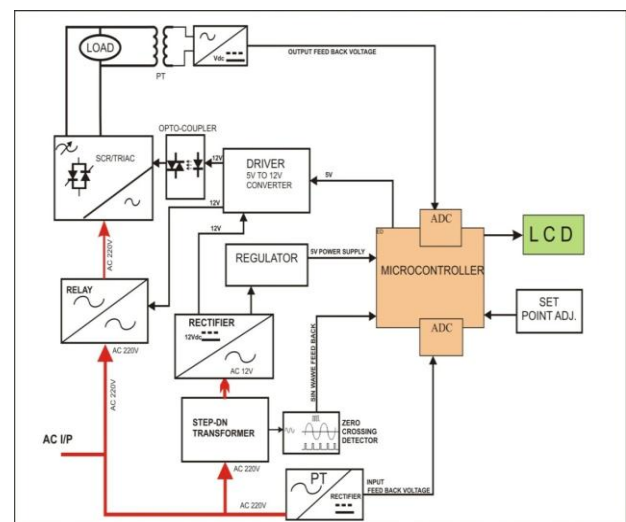 LOAD
PT
Vdc
OUTPUT FEED BACK VOLTAGE
OPTO-COUPLER
SCR/TRIAC
12V
DRIVER
5V TO 12V
CONVERTER
5V
12V
12V
ADC
LCD
MICROCONTROLLER
REGULATOR
5V POWER SUPPLY
AC 220V
RELAY
AC 220V
RECTIFIER
12Vdc
AC 12V
ADC
SET
POINT ADJ.
AC 220V
SIN WAWE FEED BACK
STEP-DN
TRANSFORMER
ZERO
CROSSING
DETECTOR
AC I/P
AC 220V
AC 220V
PT
RECTIFIER
INPUT
FEED BACK VOLTAGE